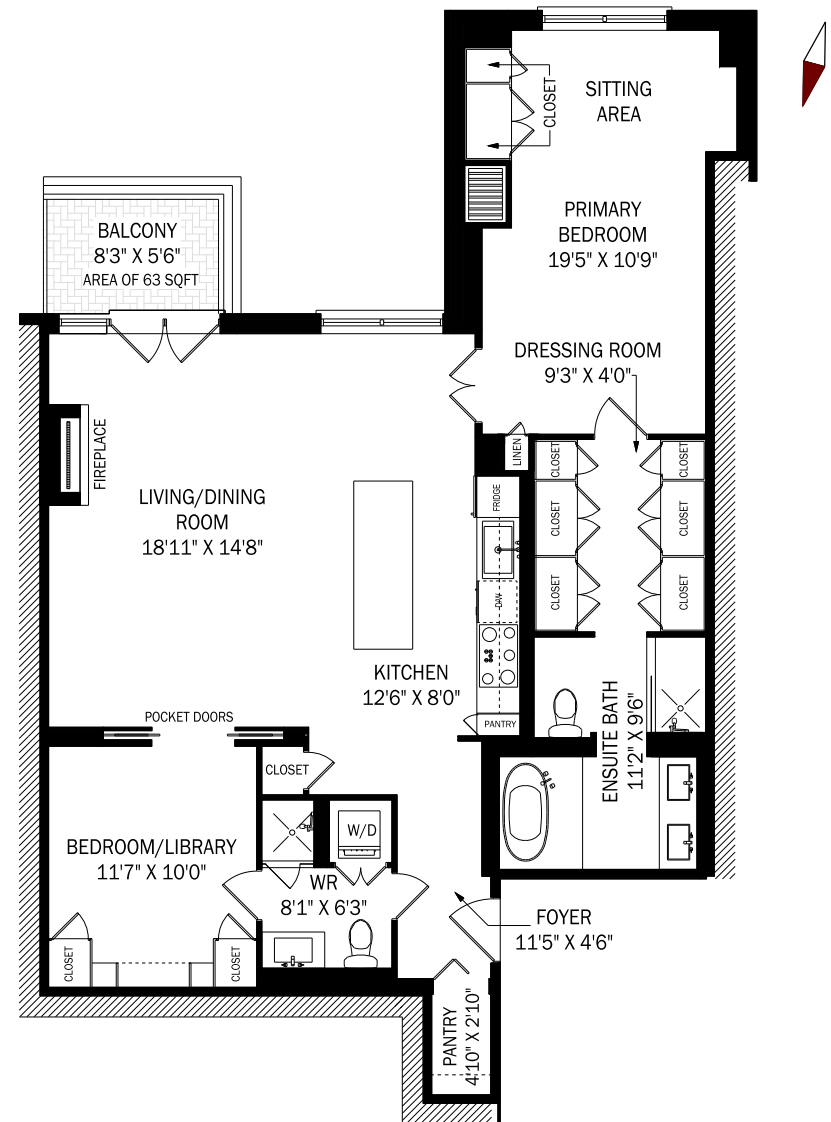 SITTING
AREA
CLOSET
PRIMARY
BEDROOM
19'5" X 10'9"
BALCONY
8'3" X 5'6"
AREA OF 63 SQFT
DRESSING ROOM
9'3" X 4'0"
FIREPLACE
LINEN
CLOSET
CLOSET
FRIDGE
LIVING/DINING
ROOM
18'11" X 14'8"
CLOSET
CLOSET
D/W
CLOSET
CLOSET
KITCHEN
12'6" X 8'0"
PANTRY
ENSUITE BATH
11'2" X 9'6"
POCKET DOORS
CLOSET
W/D
BEDROOM/LIBRARY
11'7" X 10'0"
WR
8'1" X 6'3"
FOYER
11'5" X 4'6"
CLOSET
CLOSET
PANTRY
4'10" X 2'10"